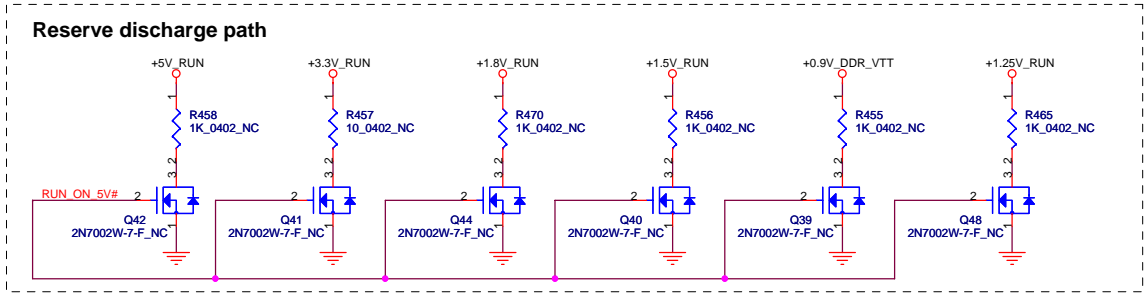 Reserve discharge path
+5V_RUN
+3.3V_RUN
+1.8V_RUN
+1.5V_RUN
+0.9V_DDR_VTT
+1.25V_RUN
1
R458
1K_0402_NC
1
R457
10_0402_NC
1
R470
1K_0402_NC
1
R456
1K_0402_NC
1
R455
1K_0402_NC
1
R465
1K_0402_NC
2
3
2
3
2
3
2
3
2
3
2
3
RUN_ON_5V#
2
2
2
2
2
2
1
Q42
2N7002W-7-F_NC
1
Q41
2N7002W-7-F_NC
1
Q44
2N7002W-7-F_NC
1
Q40
2N7002W-7-F_NC
1
Q39
2N7002W-7-F_NC
1
Q48
2N7002W-7-F_NC